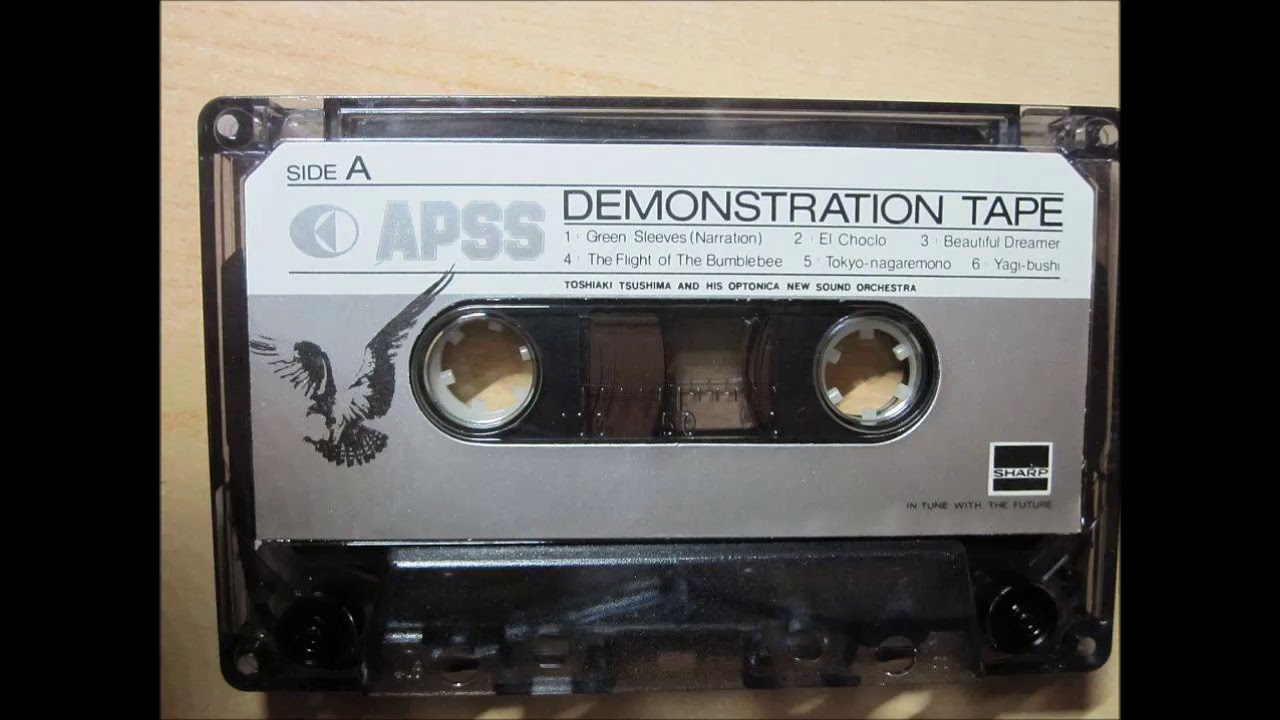 SIDE A
APSS
DEMONSTRATION TAPE
1 : Green Sleeves (Narration) 2 : El Choclo 3 : Beautiful Dreamer
4 : The Flight of The Bumblebee 5 : Tokyo-nagaremono 6 : Yagi-bushi
TOSHIAKI TSUSHIMA AND HIS OPTONICA NEW SOUND ORCHESTRA
50
SHARP
IN TUNE WITH THE FUTURE